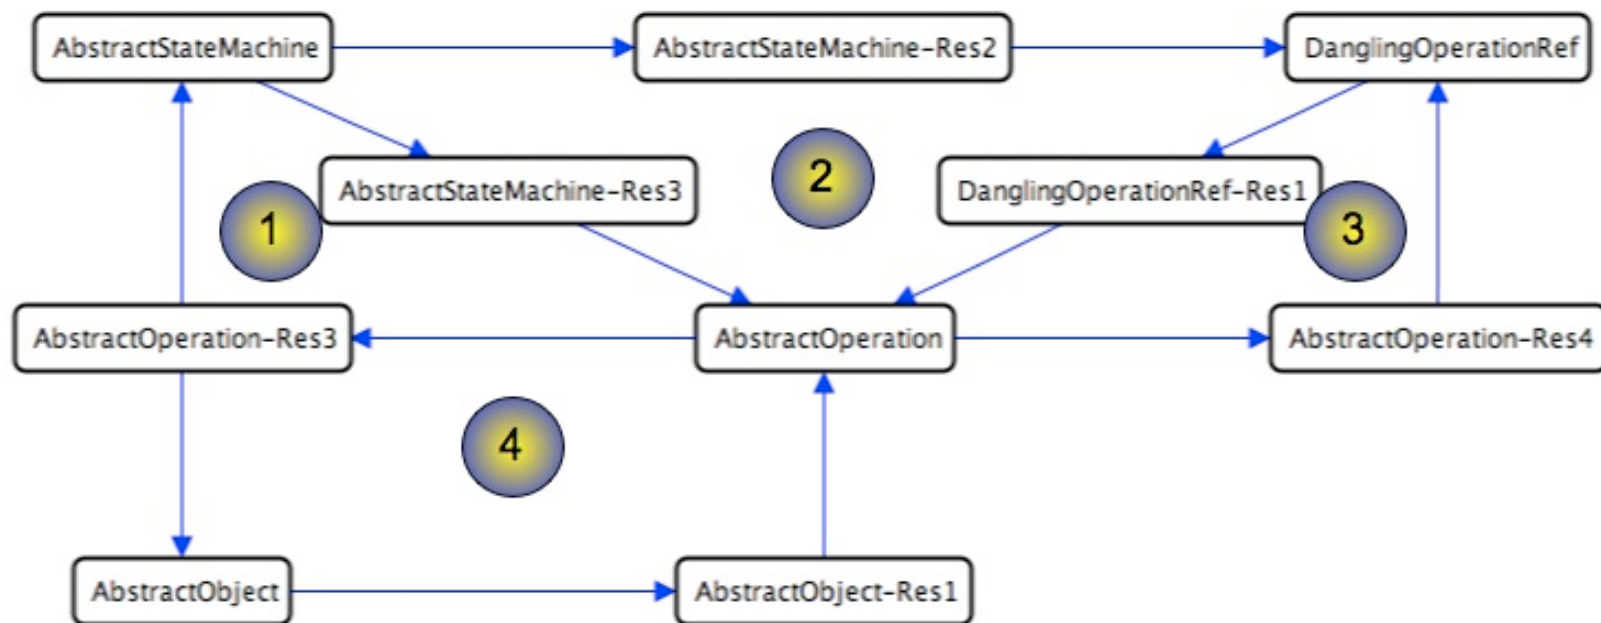 AbstractStateMachine
AbstractStateMachine-Res2
DanglingOperationRef
2
AbstractStateMachine-Res3
DanglingOperationRef-Res1
1
3
AbstractOperation-Res3
AbstractOperation
AbstractOperation-Res4
4
AbstractObject
AbstractObject-Res1